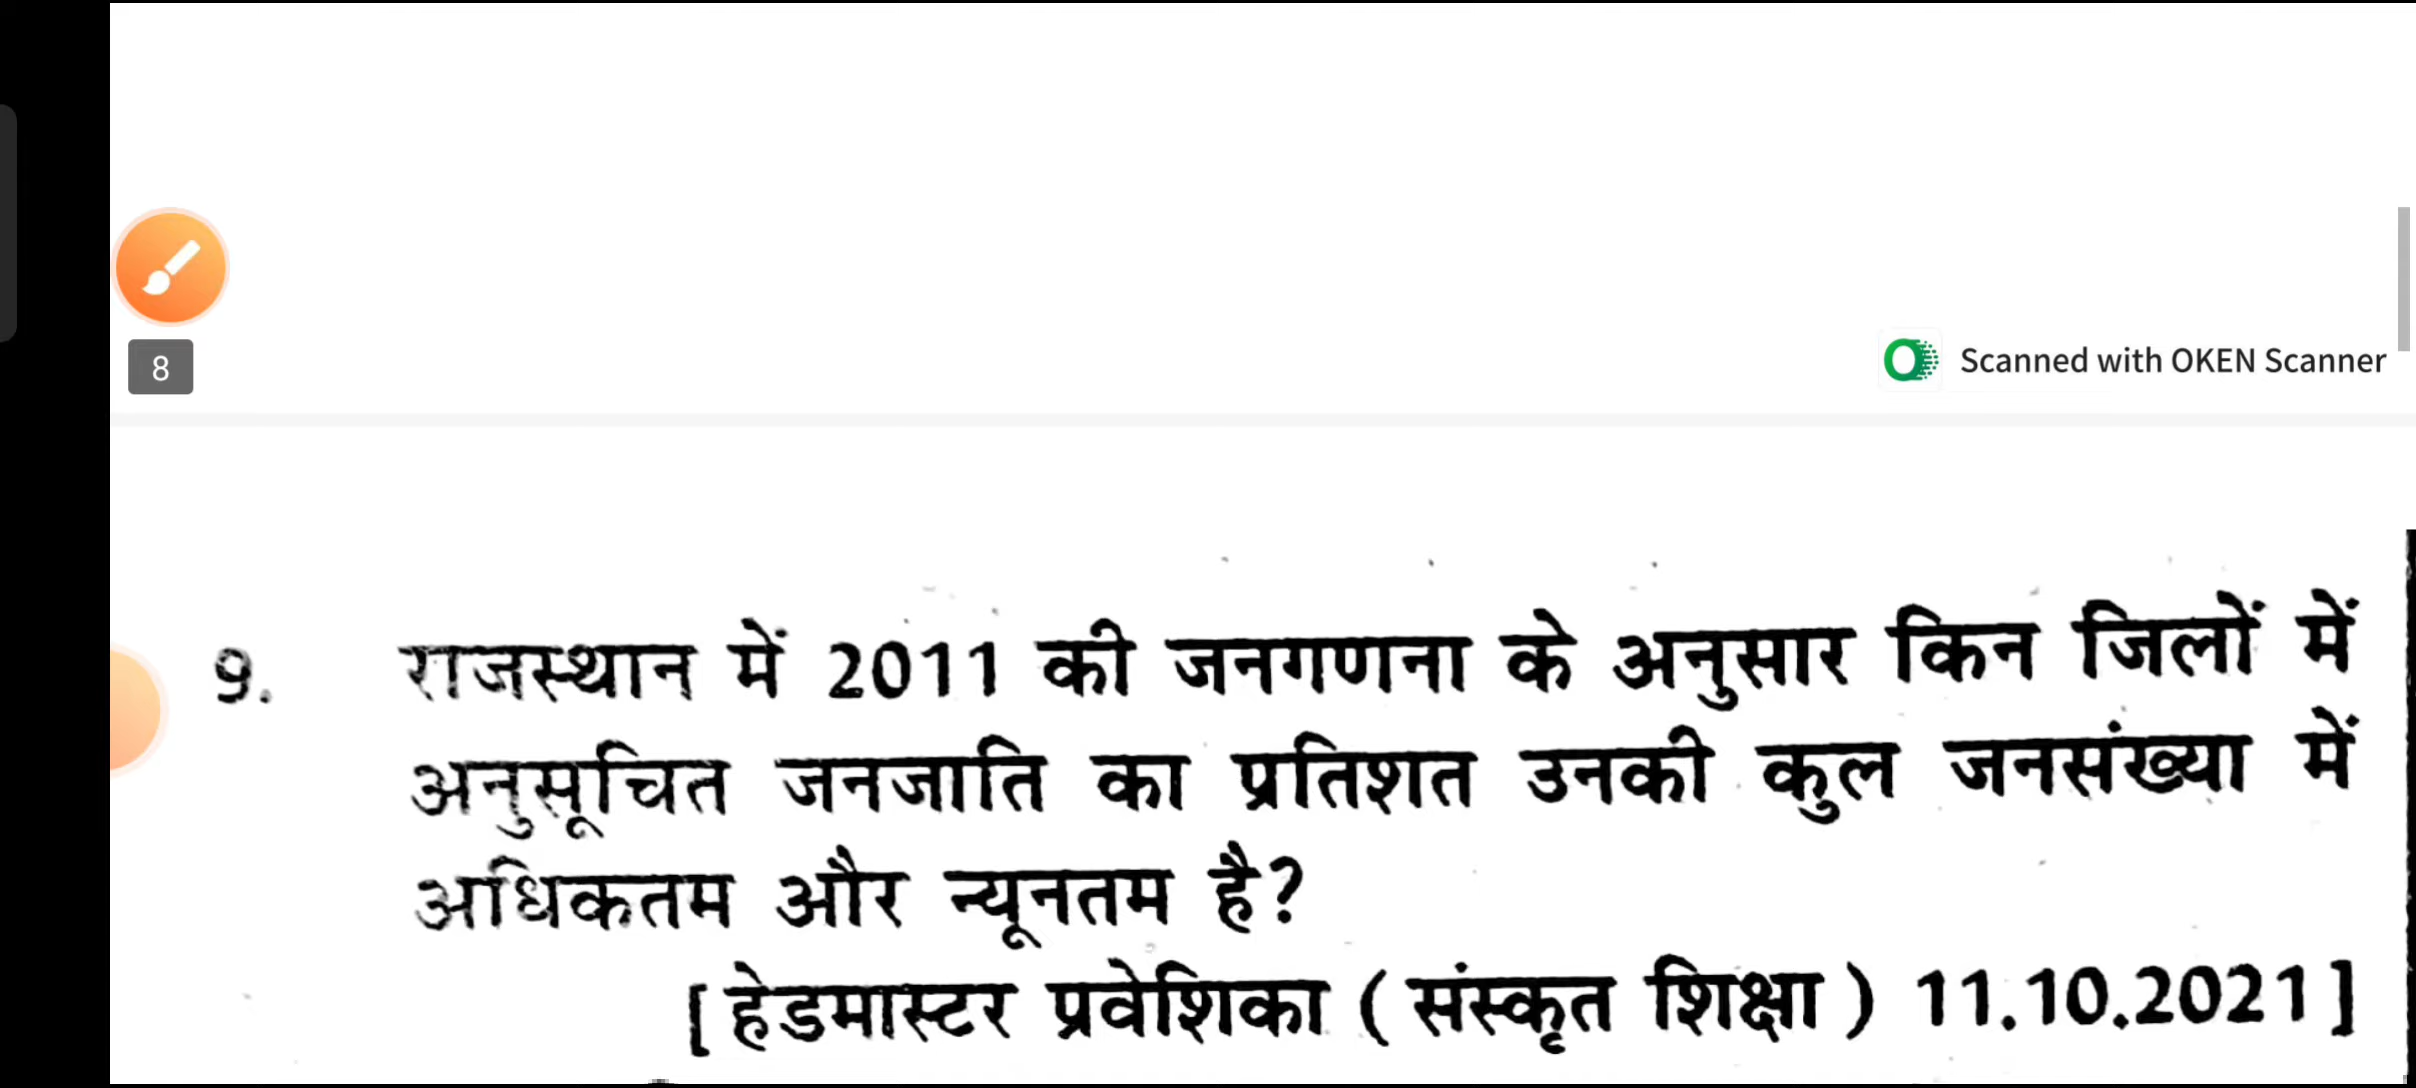 8
Scanned with OKEN Scanner
9. राजस्थान में 2011 की जनगणना के अनुसार किन जिलों में
अनुसूचित जनजाति का प्रतिशत उनकी कुल जनसंख्या में
अधिकतम और न्यूनतम है?
[हेडमास्टर प्रवेशिका (संस्कृत शिक्षा) 11.10.2021]